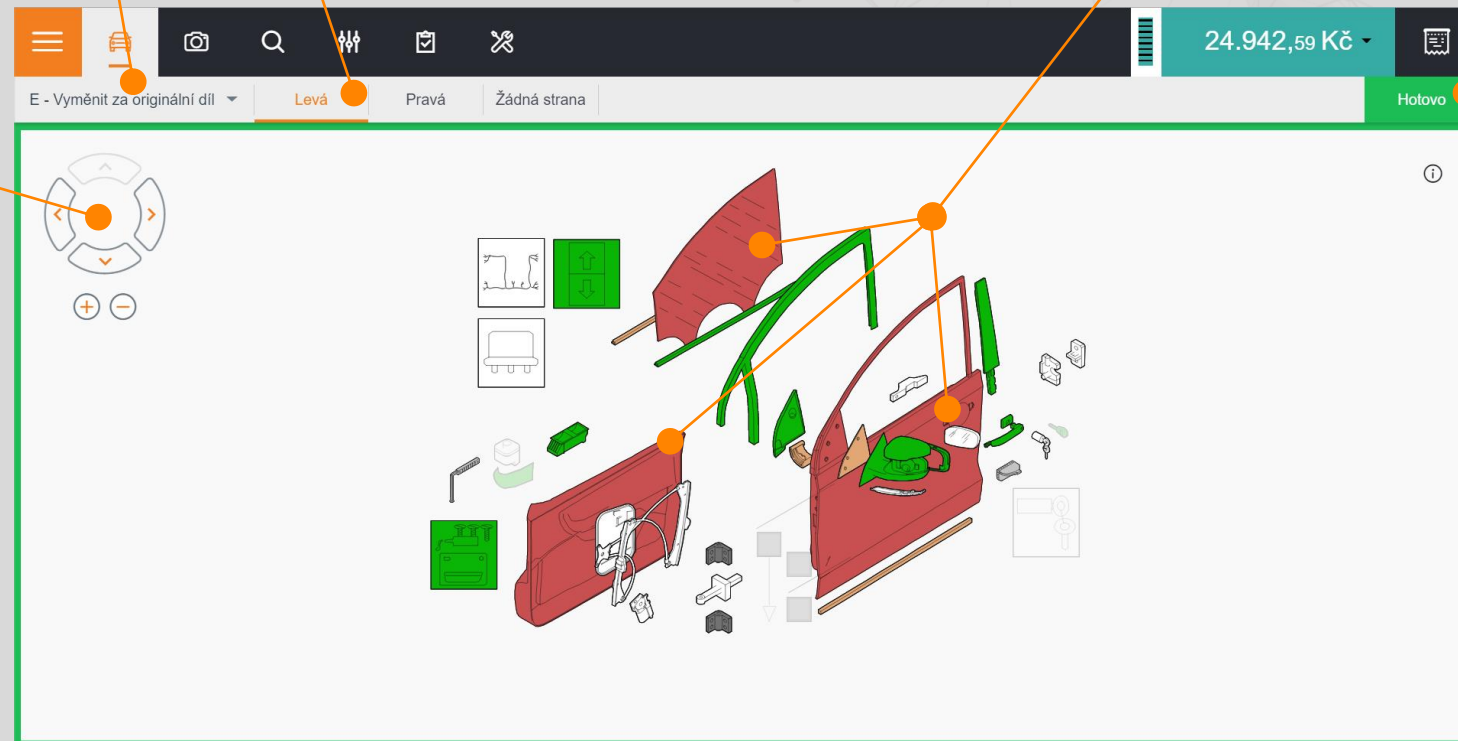 24.942,59 Kč
E - Vyměnit za originální díl
Levá
Pravá
Žádná strana
Hotovo